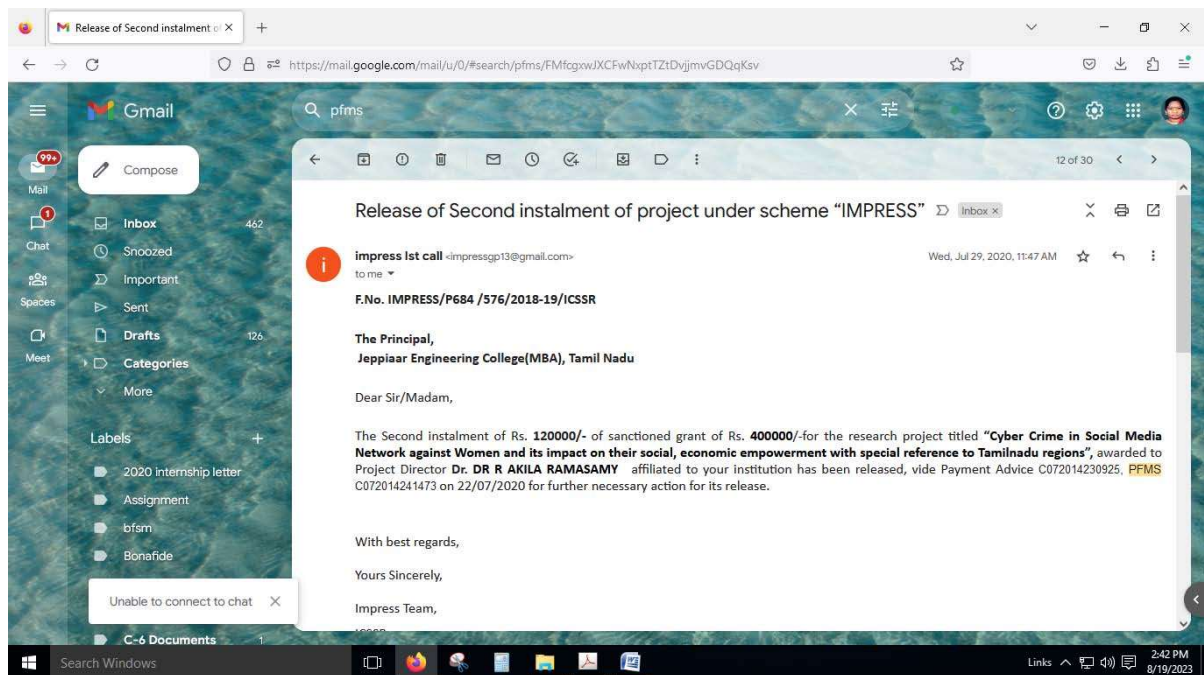 Release of Second instalment of
https://mail.google.com/mail/u/0/#search/pfms/FMfcgxwJXCFwNxptTZtDvjjmvGDQqKsv
Gmail
pfms
99+
Mail
1
Chat
Spaces
Meet
Compose
Inbox 462
Snoozed
Important
Sent
Drafts 126
Categories
More
Labels
2020 internship letter
Assignment
bfsm
Bonafide
Unable to connect to chat
C-6 Documents 1
12 of 30
Release of Second instalment of project under scheme “IMPRESS” Inbox ×
i
impress Ist call <impressgp13@gmail.com> Wed, Jul 29, 2020, 11:47 AM
to me
F.No. IMPRESS/P684 /576/2018-19/ICSSR
The Principal,
Jeppiaar Engineering College(MBA), Tamil Nadu
Dear Sir/Madam,
The Second instalment of Rs. 120000/- of sanctioned grant of Rs. 400000/-for the research project titled “Cyber Crime in Social Media
Network against Women and its impact on their social, economic empowerment with special reference to Tamilnadu regions”, awarded to
Project Director Dr. DR R AKILA RAMASAMY affiliated to your institution has been released, vide Payment Advice C072014230925, PFMS
C072014241473 on 22/07/2020 for further necessary action for its release.
With best regards,
Yours Sincerely,
Impress Team,
Search Windows
Links
2:42 PM
8/19/2023